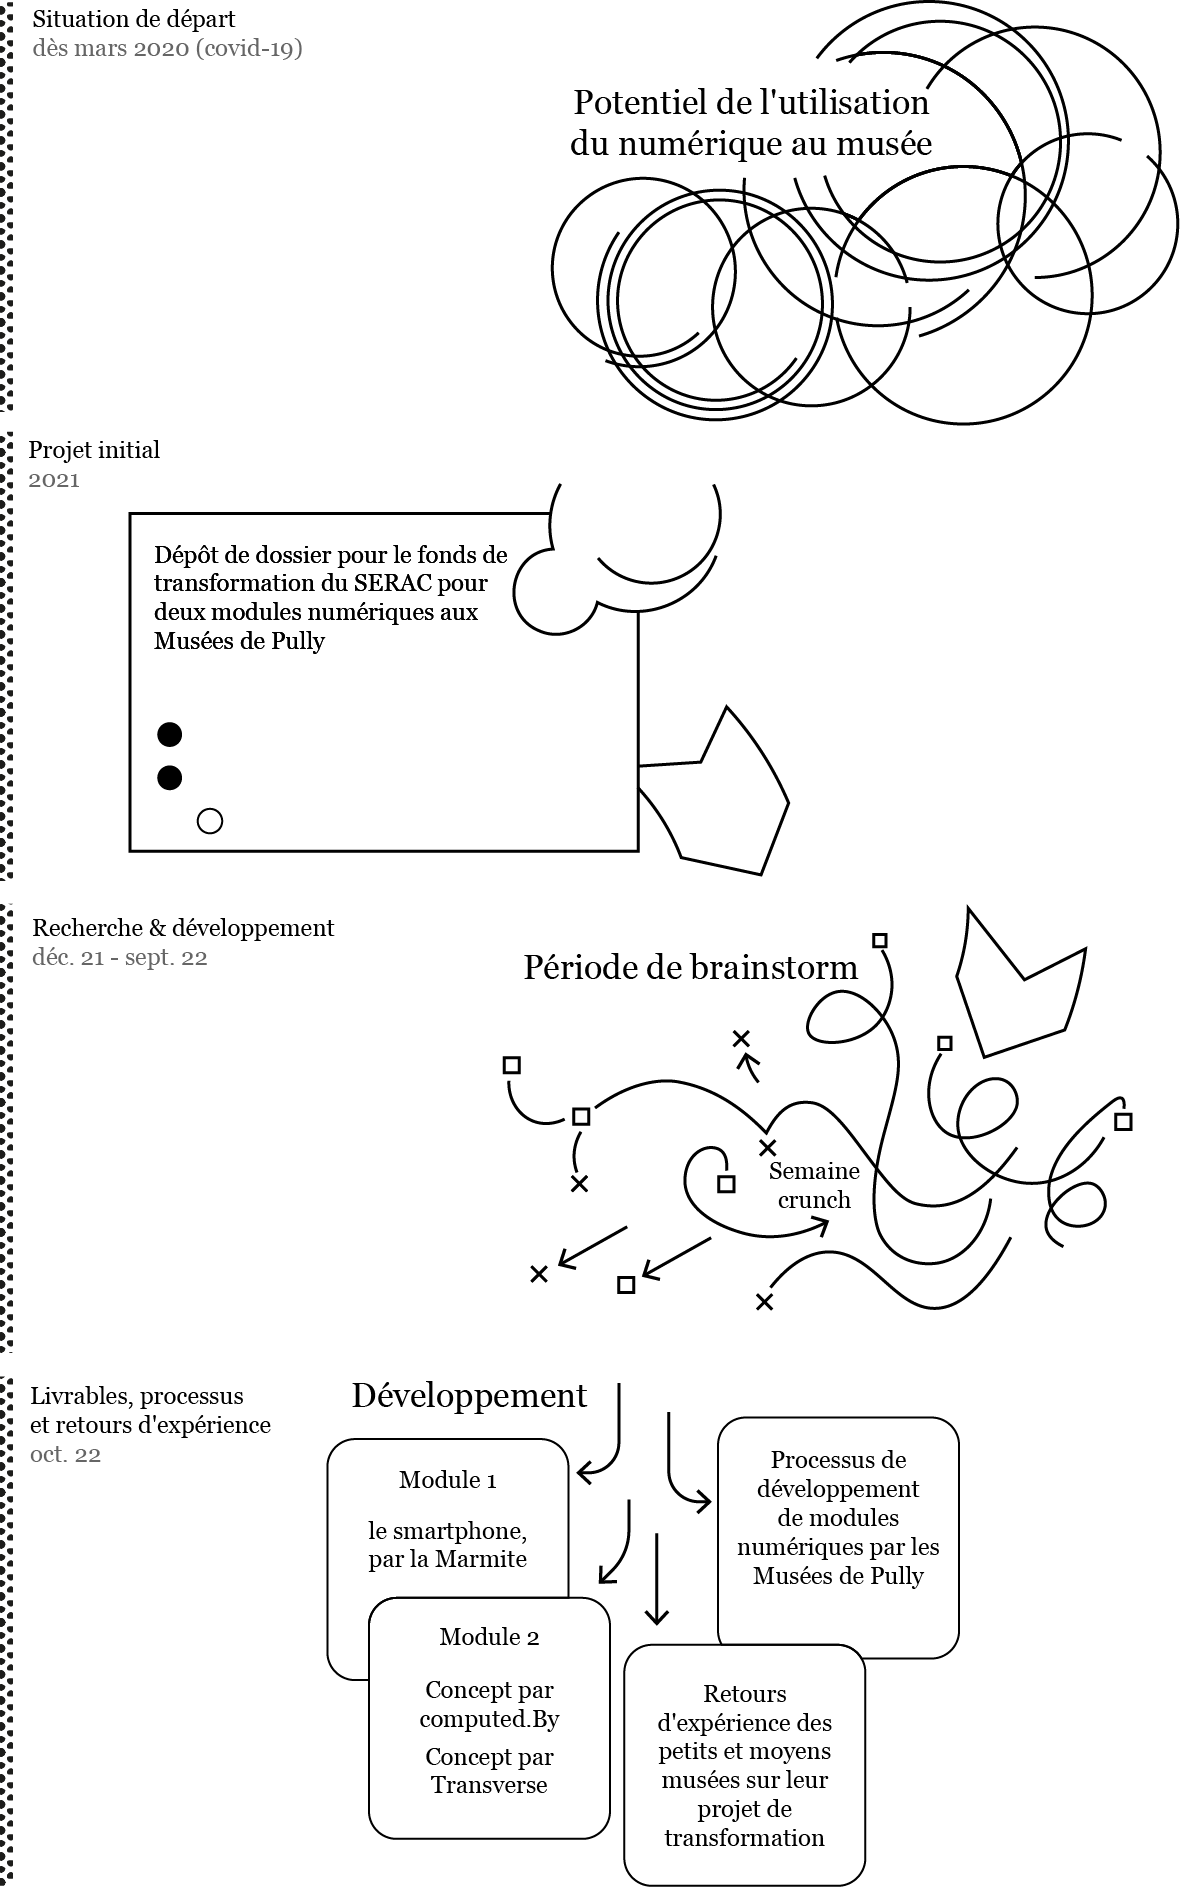 Situation de départ
dès mars 2020 (covid-19)
Potentiel de l'utilisation
du numérique au musée
Projet initial
2021
Dépôt de dossier pour le fonds de
transformation du SERAC pour
deux modules numériques aux
Musées de Pully
Recherche & développement
déc. 21 - sept. 22
Période de brainstorm
Semaine
crunch
Livrables, processus
et retours d'expérience
oct. 22
Développement
Module 1
le smartphone,
par la Marmite
Module 2
Concept par
computed.By
Concept par
Transverse
Processus de
développement
de modules
numériques par les
Musées de Pully
Retours
d'expérience des
petits et moyens
musées sur leur
projet de
transformation